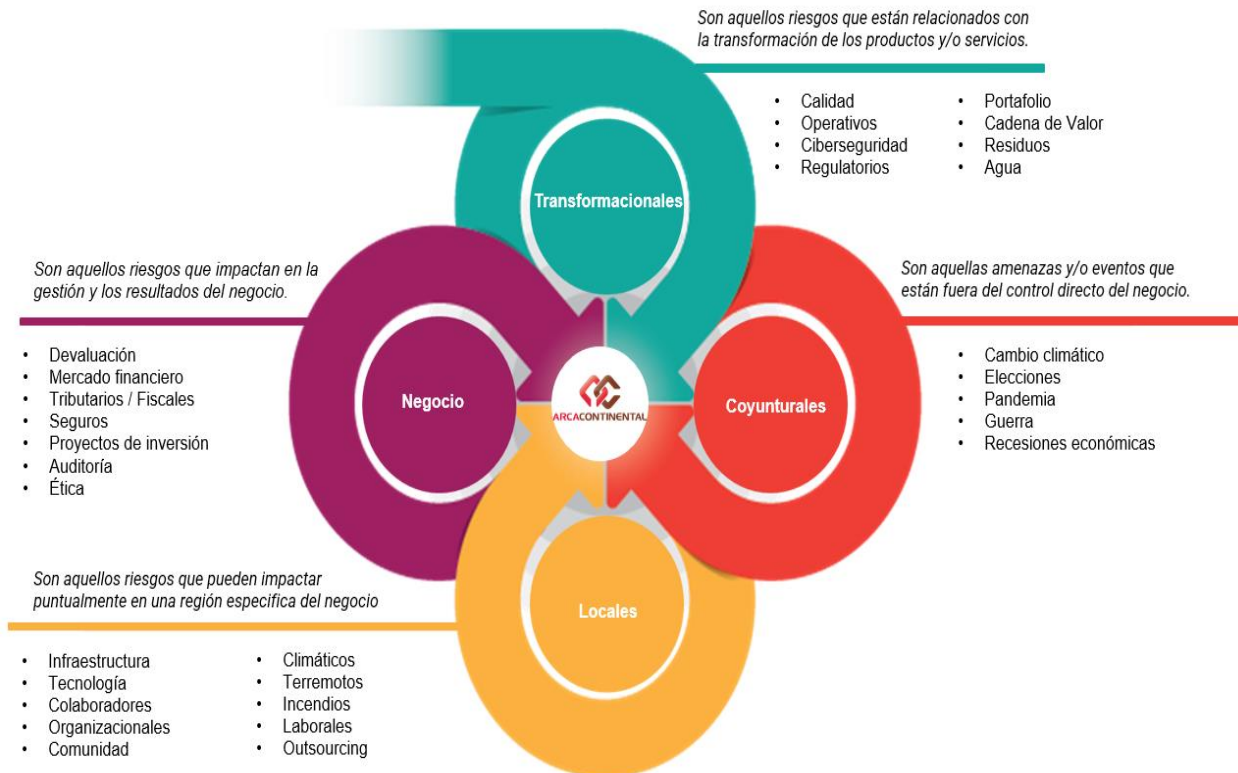 Son aquellos riesgos que están relacionados con
la transformación de los productos y/o servicios.
• Calidad
• Operativos
• Ciberseguridad
• Regulatorios
• Portafolio
• Cadena de Valor
• Residuos
• Agua
Transformacionales
Son aquellos riesgos que impactan en la
gestión y los resultados del negocio.
• Devaluación
• Mercado financiero
• Tributarios / Fiscales
• Seguros
• Proyectos de inversión
• Auditoría
• Ética
Negocio
ARCACONTINENTAL
Coyunturales
Son aquellas amenazas y/o eventos que
están fuera del control directo del negocio.
• Cambio climático
• Elecciones
• Pandemia
• Guerra
• Recesiones económicas
Son aquellos riesgos que pueden impactar
puntualmente en una región especifica del negocio
• Infraestructura
• Tecnología
• Colaboradores
• Organizacionales
• Comunidad
• Climáticos
• Terremotos
• Incendios
• Laborales
• Outsourcing
Locales